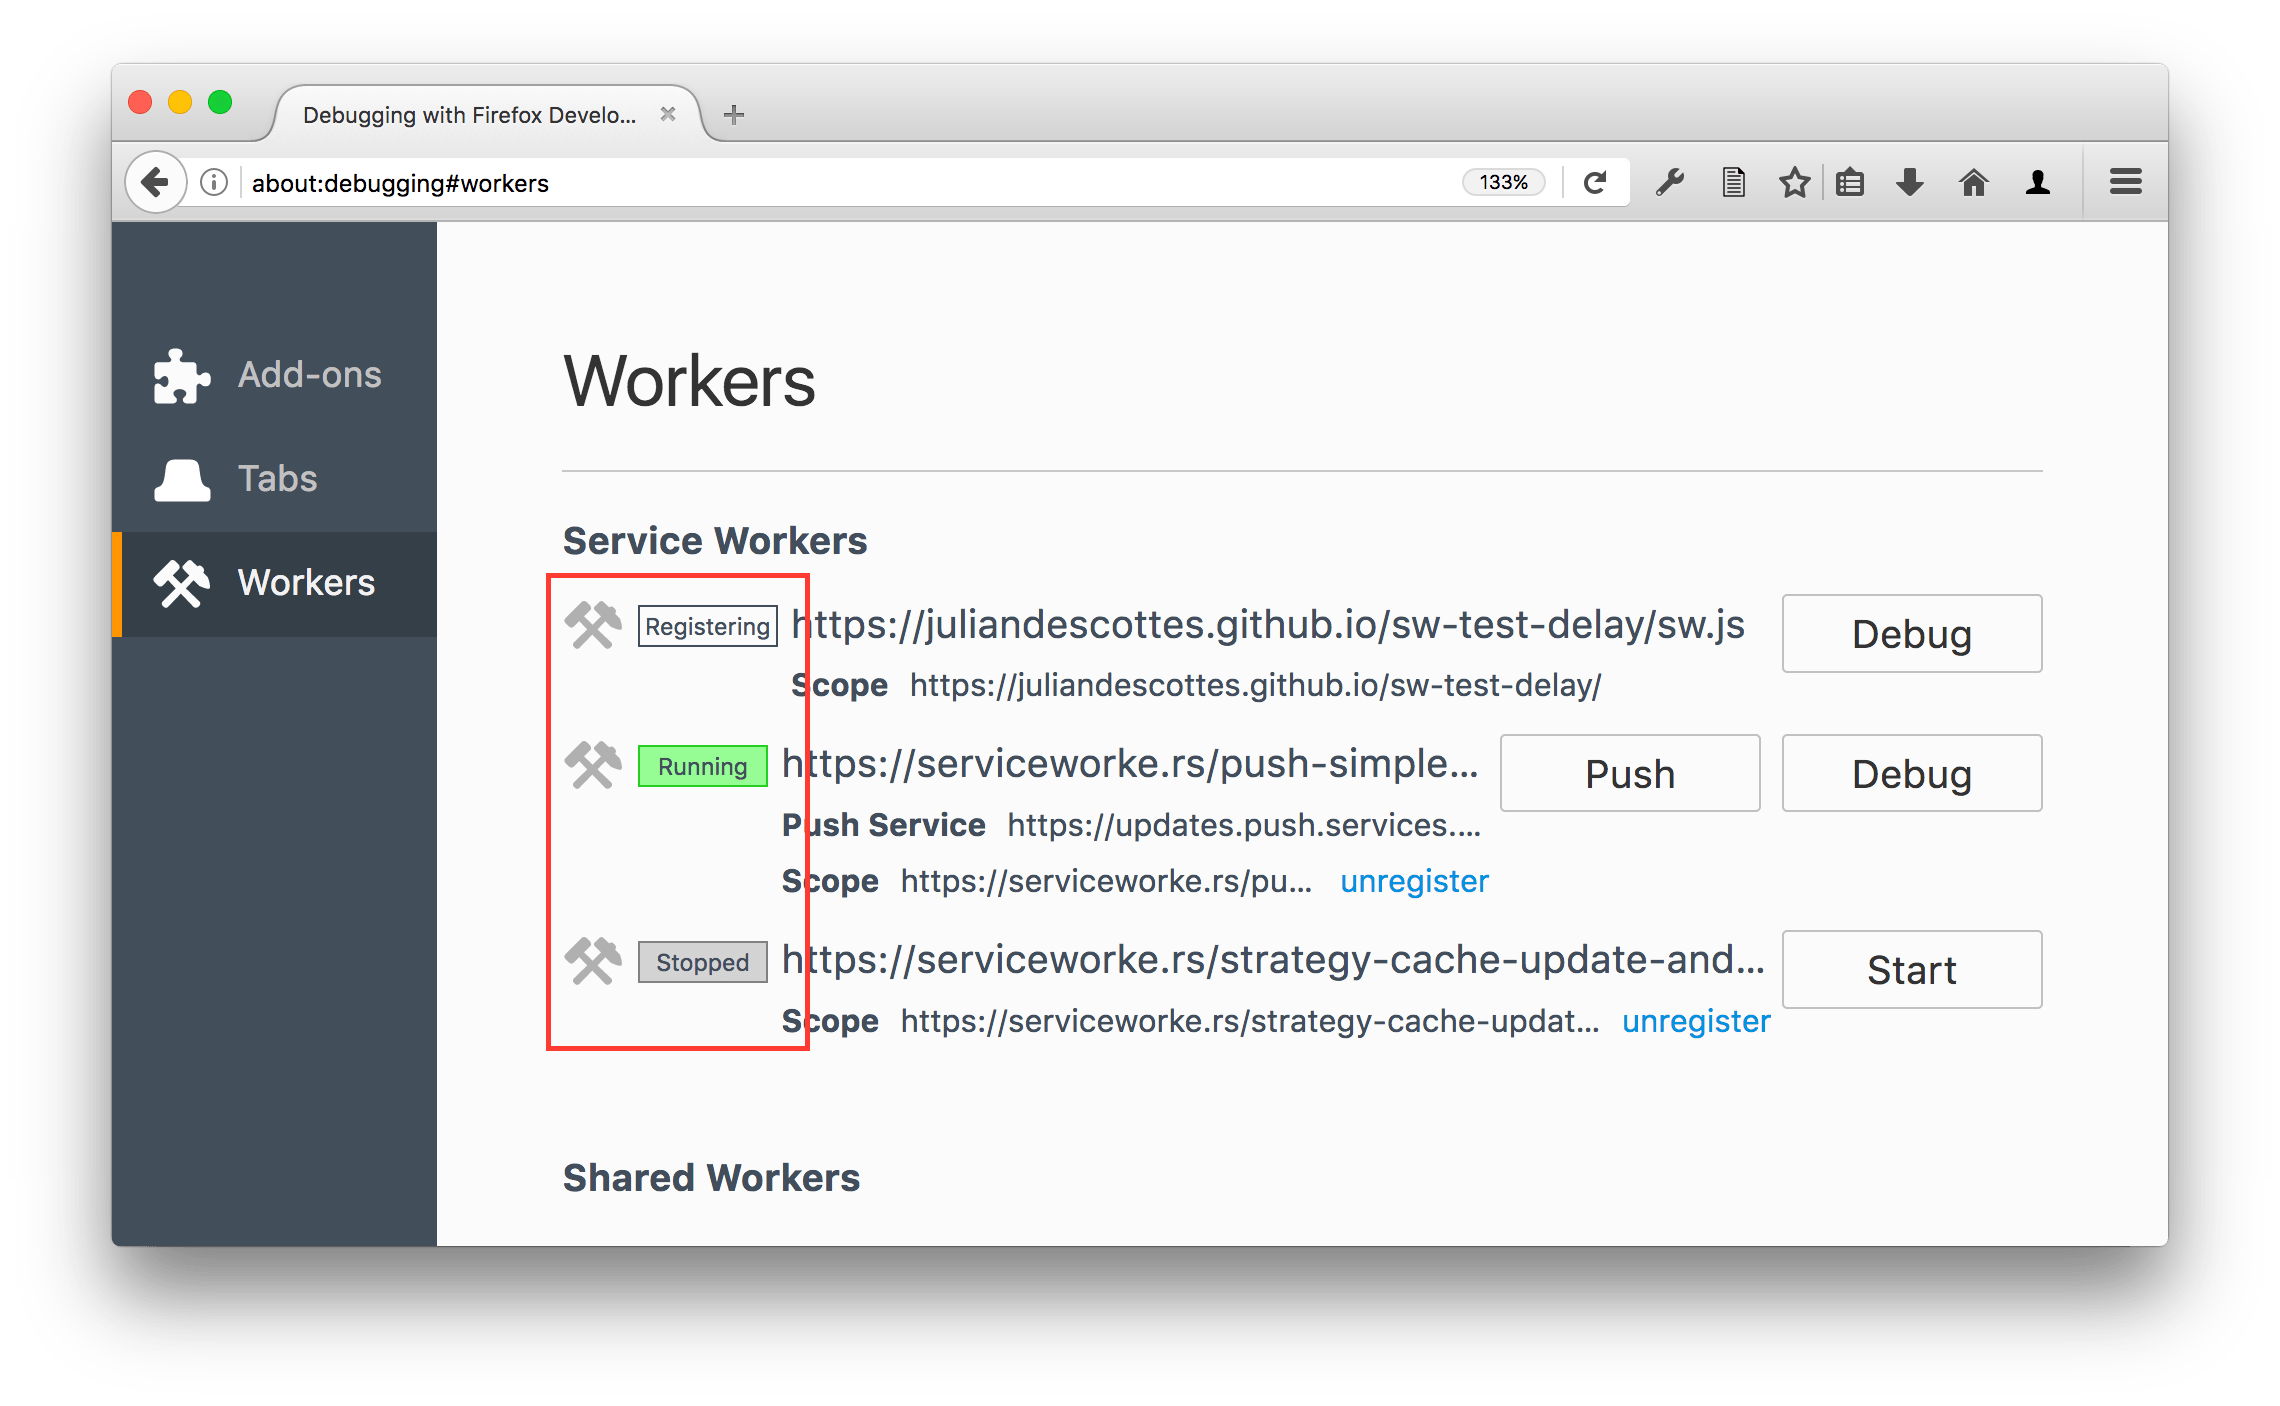 Debugging with Firefox Develo...
about:debugging#workers
133%
Add-ons
Tabs
Workers
Workers
Service Workers
Registering https://juliandescottes.github.io/sw-test-delay/sw.js Debug
Scope https://juliandescottes.github.io/sw-test-delay/
Running https://serviceworke.rs/push-simple... Push Debug
Push Service https://updates.push.services....
Scope https://serviceworke.rs/pu... unregister
Stopped https://serviceworke.rs/strategy-cache-update-and... Start
Scope https://serviceworke.rs/strategy-cache-updat... unregister
Shared Workers